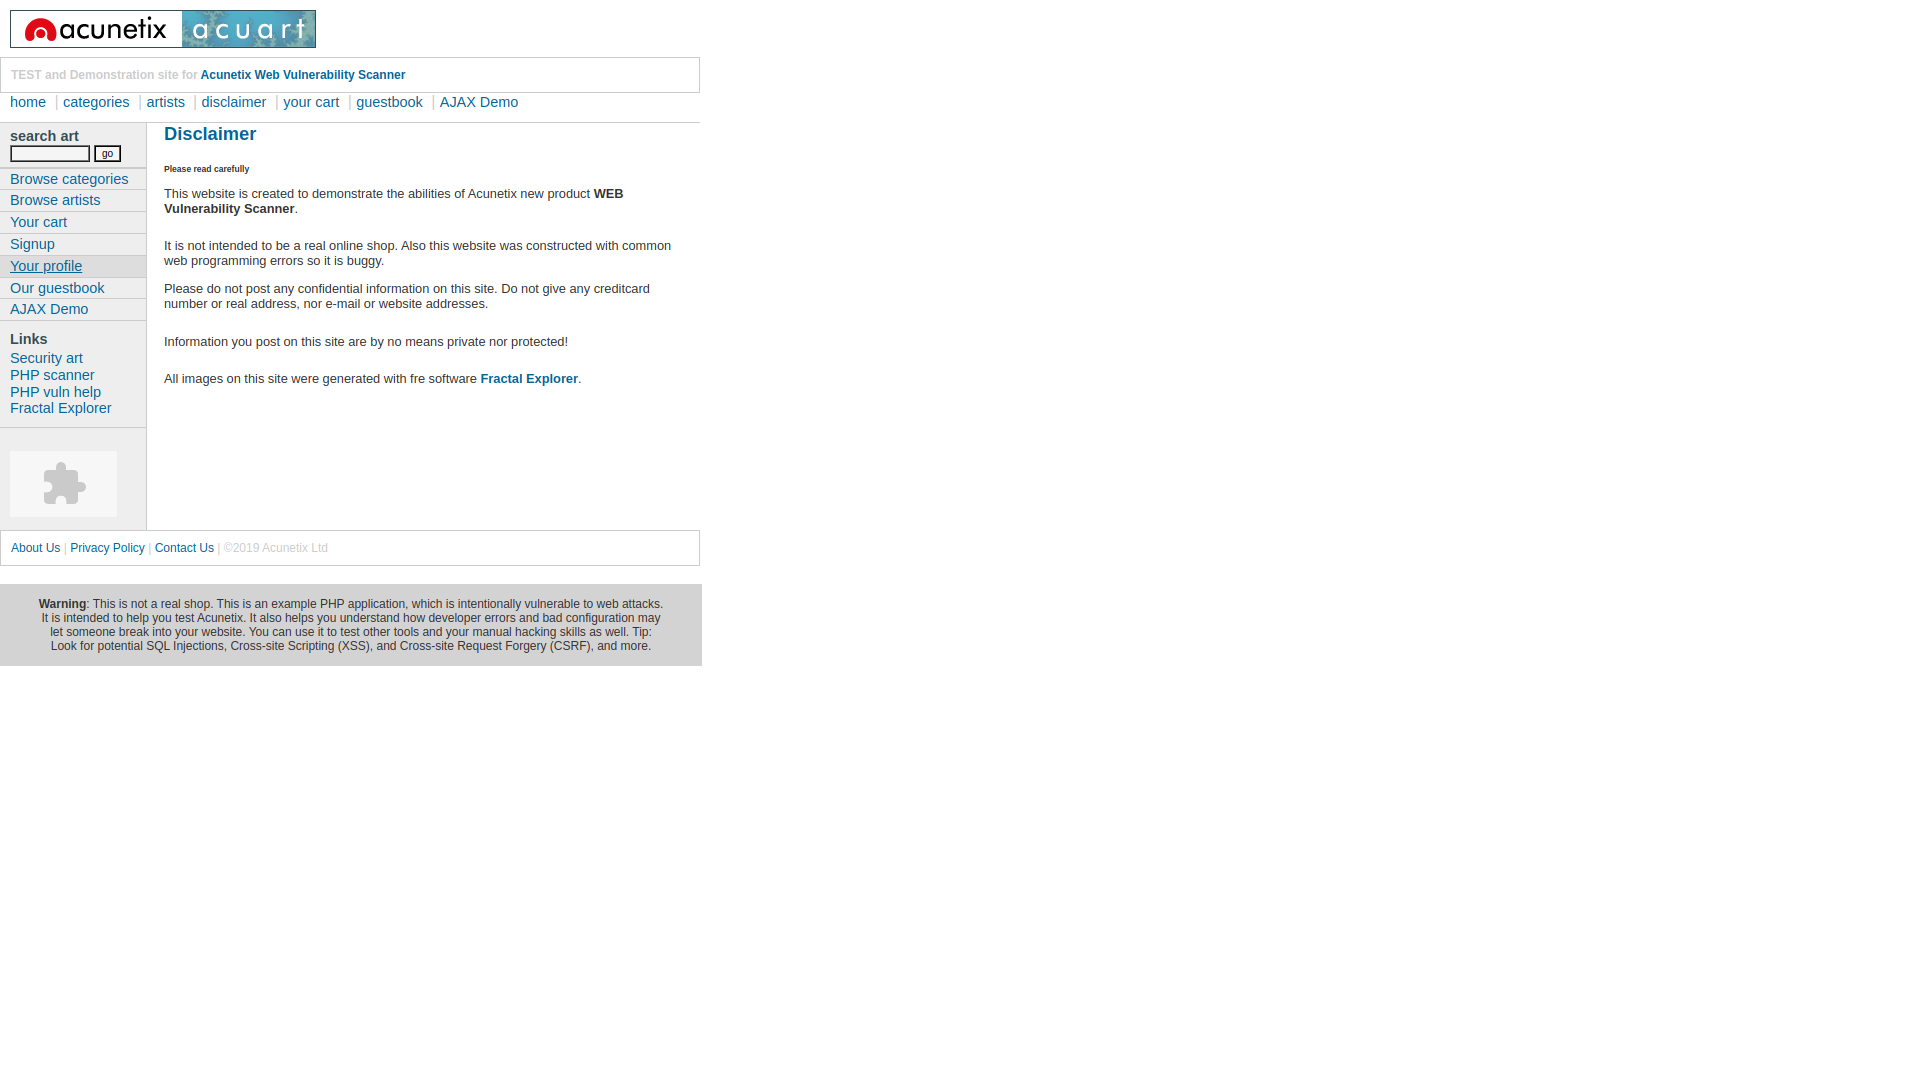 acunetix acuart
TEST and Demonstration site for Acunetix Web Vulnerability Scanner
home | categories | artists | disclaimer | your cart | guestbook | AJAX Demo
search art
go
Browse categories
Browse artists
Your cart
Signup
Your profile
Our guestbook
AJAX Demo
Links
Security art
PHP scanner
PHP vuln help
Fractal Explorer
Disclaimer
Please read carefully
This website is created to demonstrate the abilities of Acunetix new product WEB
Vulnerability Scanner.
It is not intended to be a real online shop. Also this website was constructed with common
web programming errors so it is buggy.
Please do not post any confidential information on this site. Do not give any creditcard
number or real address, nor e-mail or website addresses.
Information you post on this site are by no means private nor protected!
All images on this site were generated with fre software Fractal Explorer.
About Us | Privacy Policy | Contact Us | ©2019 Acunetix Ltd
Warning: This is not a real shop. This is an example PHP application, which is intentionally vulnerable to web attacks.
It is intended to help you test Acunetix. It also helps you understand how developer errors and bad configuration may
let someone break into your website. You can use it to test other tools and your manual hacking skills as well. Tip:
Look for potential SQL Injections, Cross-site Scripting (XSS), and Cross-site Request Forgery (CSRF), and more.